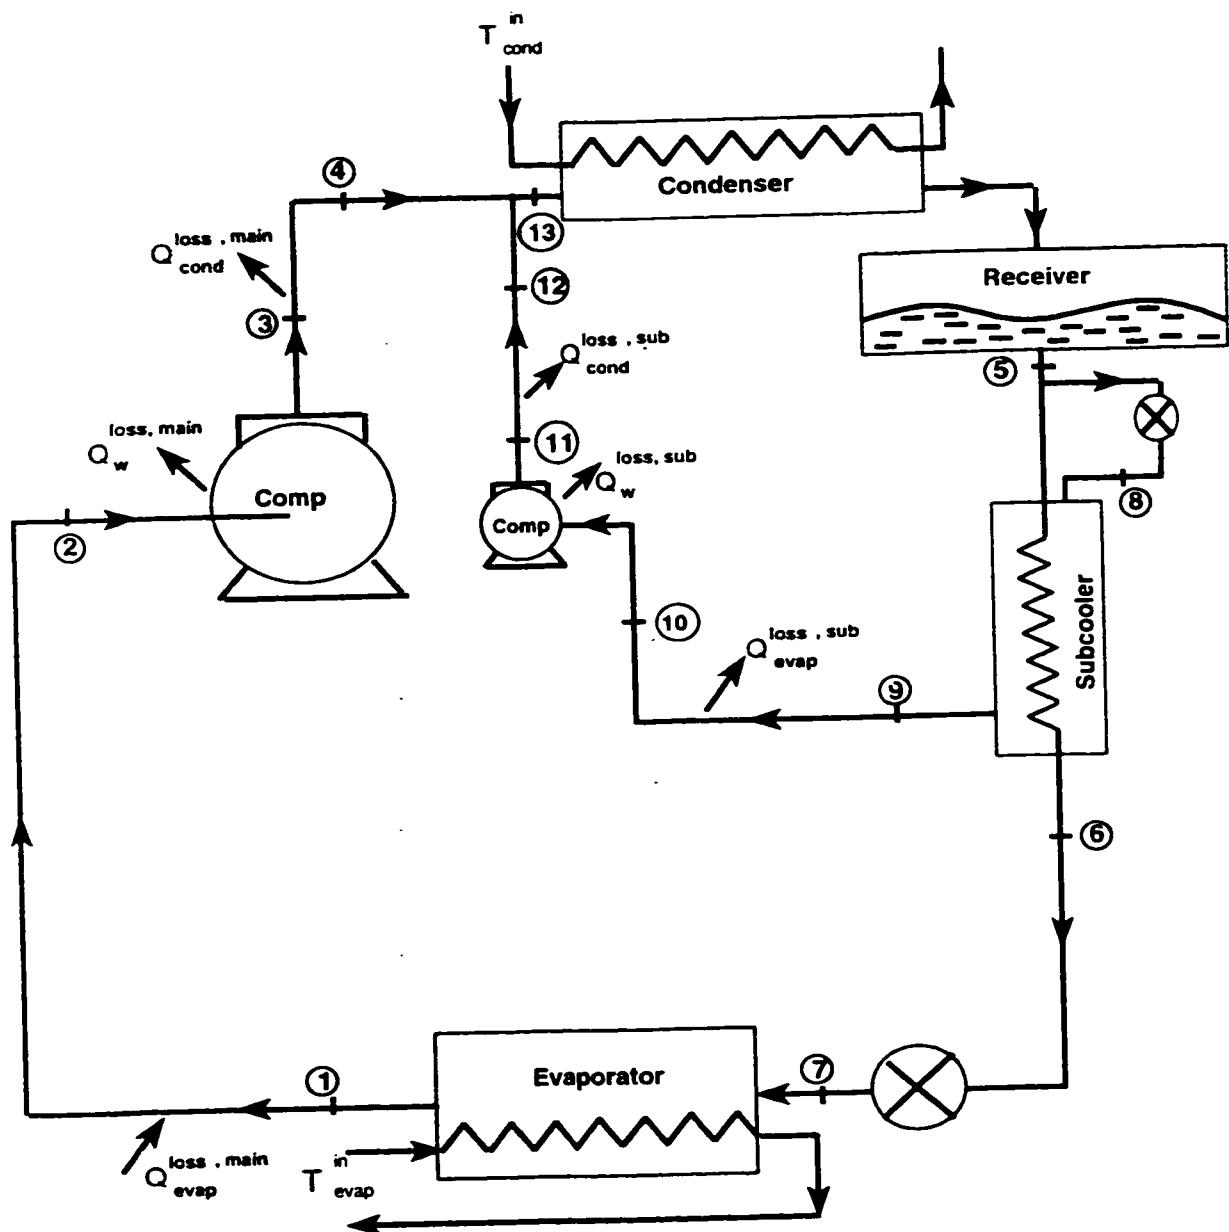 T in cond
Condenser
4
13
Q loss, main cond
Receiver
12
3
Q loss, sub cond
5
Q loss, main w
11
Q loss, sub w
8
Comp
Comp
2
Subcooler
10
Q loss, sub evap
9
6
Evaporator
7
1
Q loss, main evap
T in evap